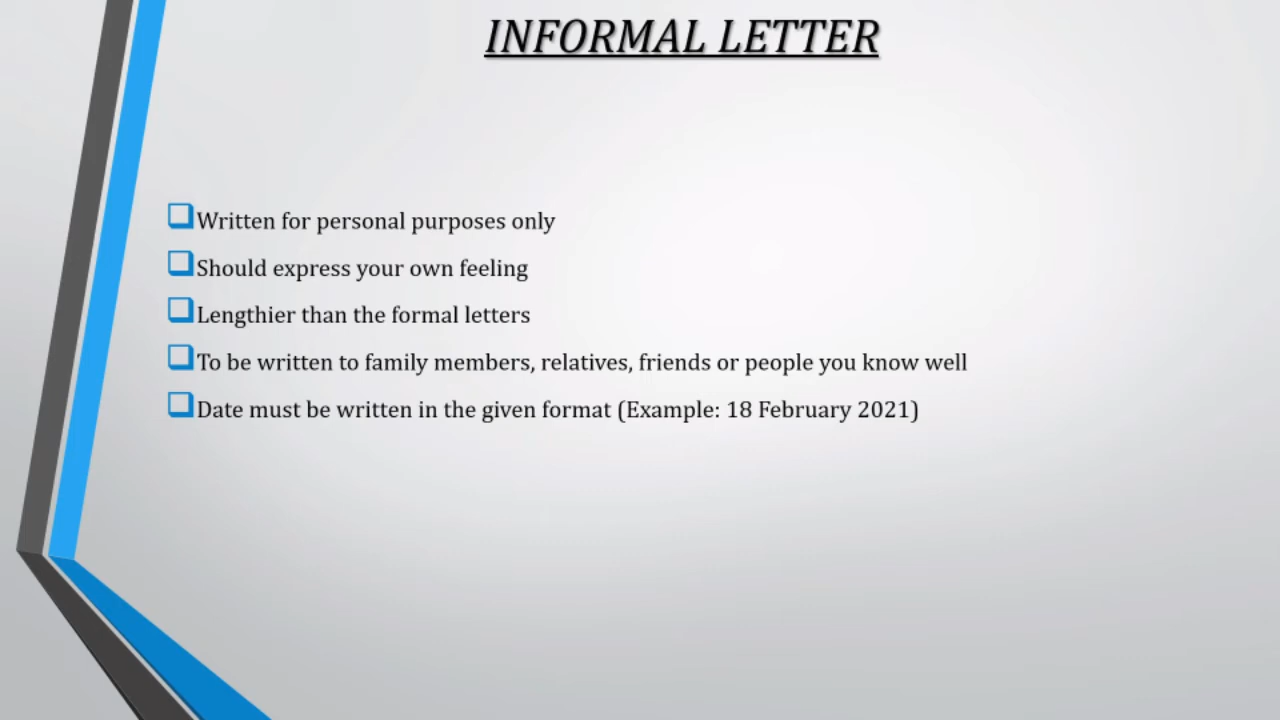 INFORMAL LETTER
Written for personal purposes only
Should express your own feeling
Lengthier than the formal letters
To be written to family members, relatives, friends or people you know well
Date must be written in the given format (Example: 18 February 2021)